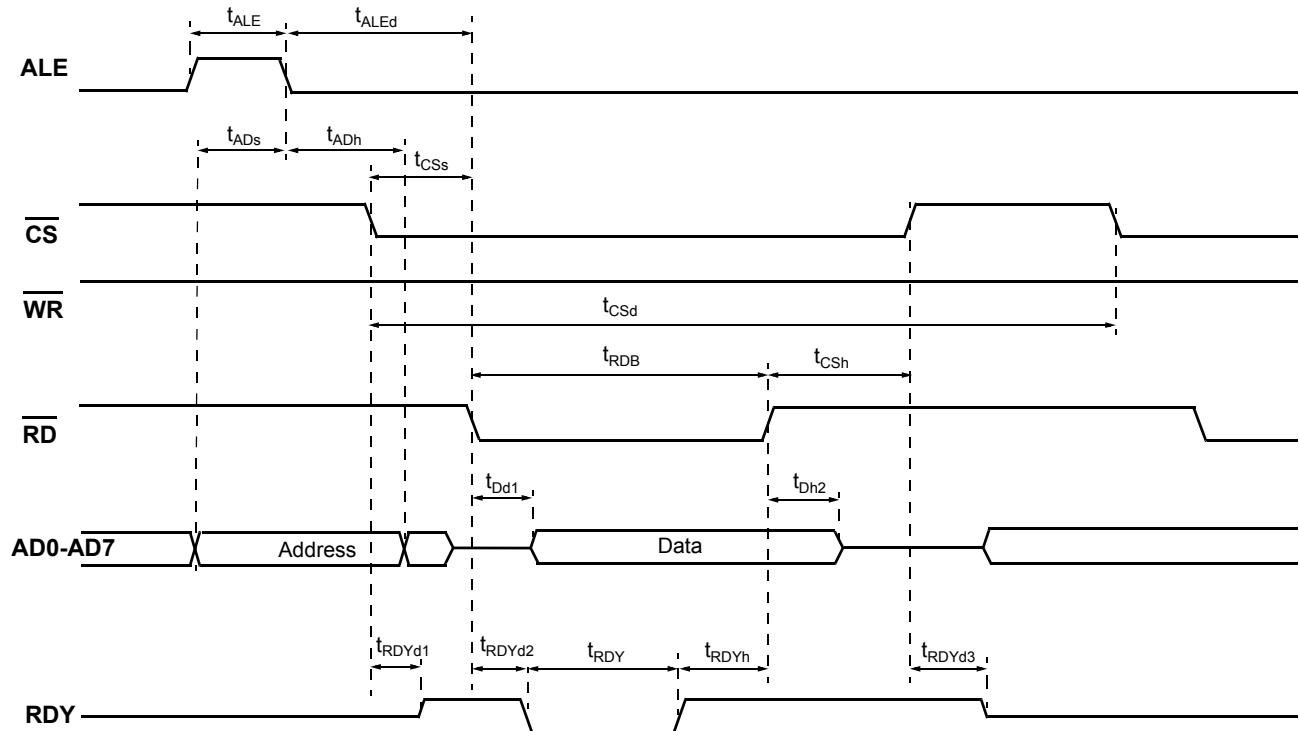 tALE tALEd
ALE
tADs tADh
tCSs
CS
WR
tCSd
tRDB tCSh
RD
tDd1 tDh2
AD0-AD7 Address Data
tRDYd1 tRDYd2 tRDY tRDYh tRDYd3
RDY